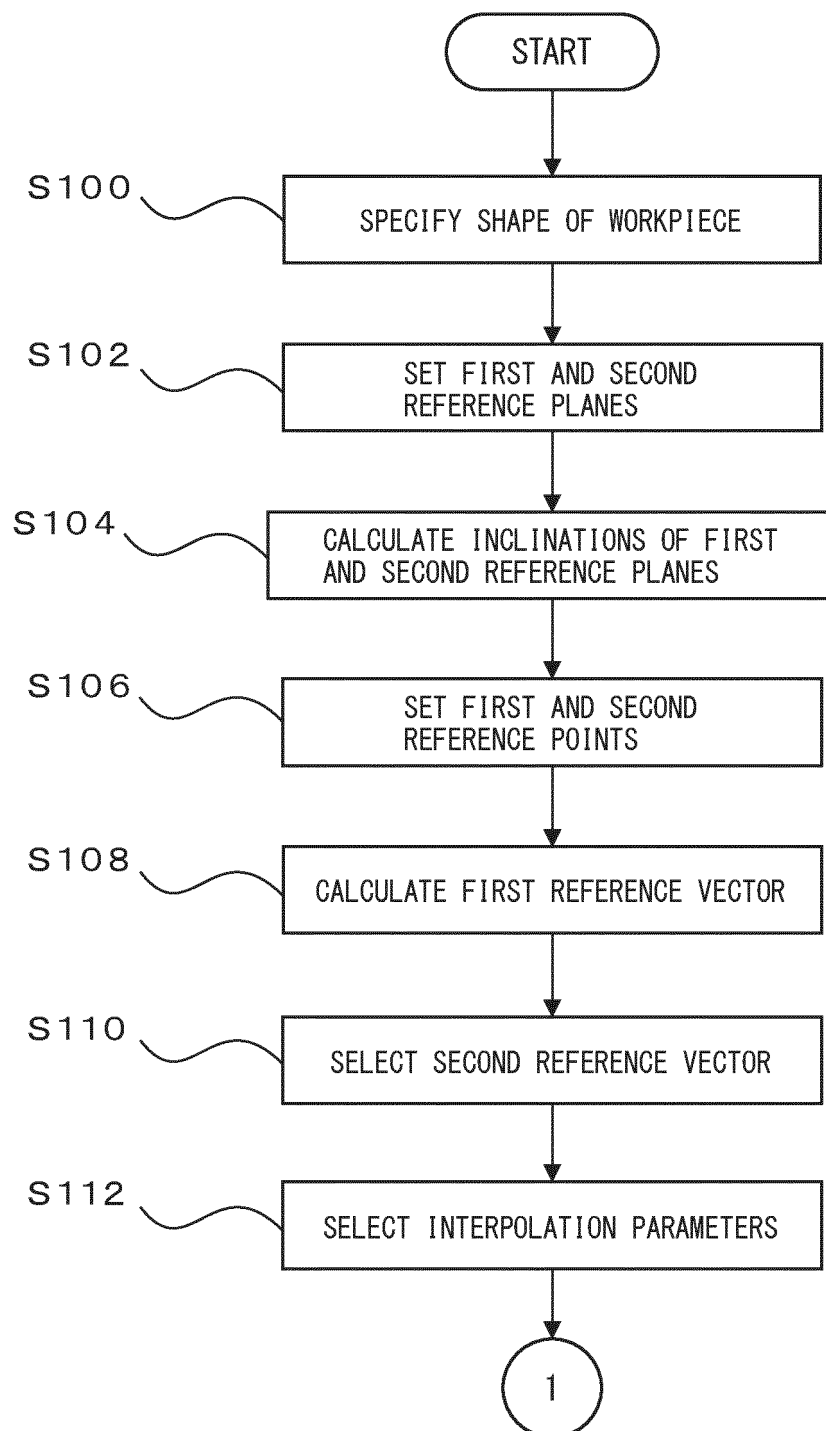 START
S100
SPECIFY SHAPE OF WORKPIECE
S102
SET FIRST AND SECOND
REFERENCE PLANES
S104
CALCULATE INCLINATIONS OF FIRST
AND SECOND REFERENCE PLANES
S106
SET FIRST AND SECOND
REFERENCE POINTS
S108
CALCULATE FIRST REFERENCE VECTOR
S110
SELECT SECOND REFERENCE VECTOR
S112
SELECT INTERPOLATION PARAMETERS
1